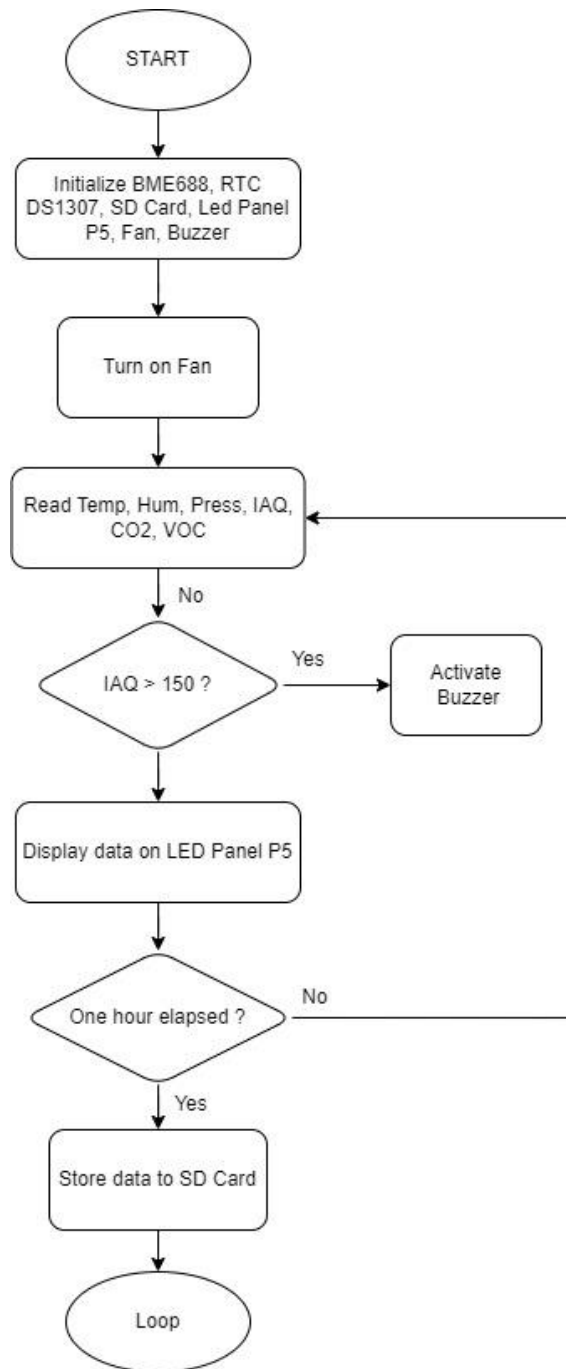 START
Initialize BME688, RTC
DS1307, SD Card, Led Panel
P5, Fan, Buzzer
Turn on Fan
Read Temp, Hum, Press, IAQ,
CO2, VOC
No
IAQ > 150 ?
Yes
Activate
Buzzer
Display data on LED Panel P5
One hour elapsed ?
No
Yes
Store data to SD Card
Loop